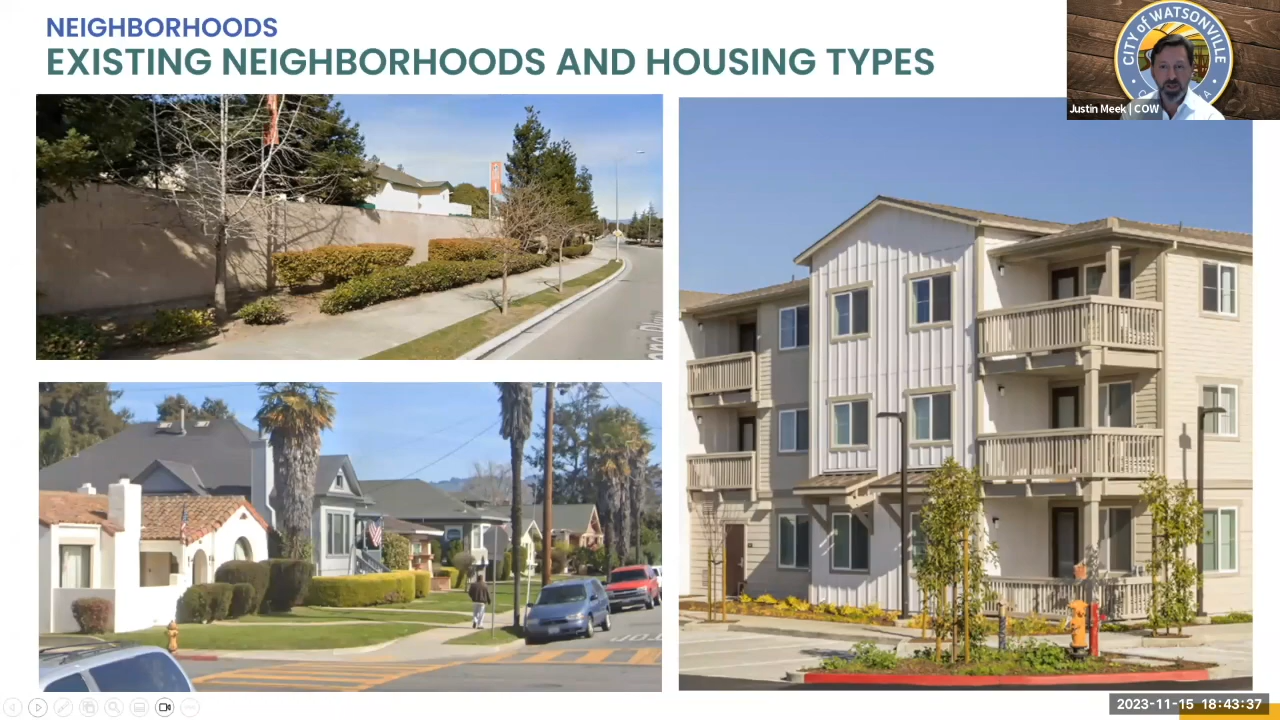 NEIGHBORHOODS
EXISTING NEIGHBORHOODS AND HOUSING TYPES
CITY of WATSONVILLE
Justin Meek | COW
2023-11-15 18:43:37